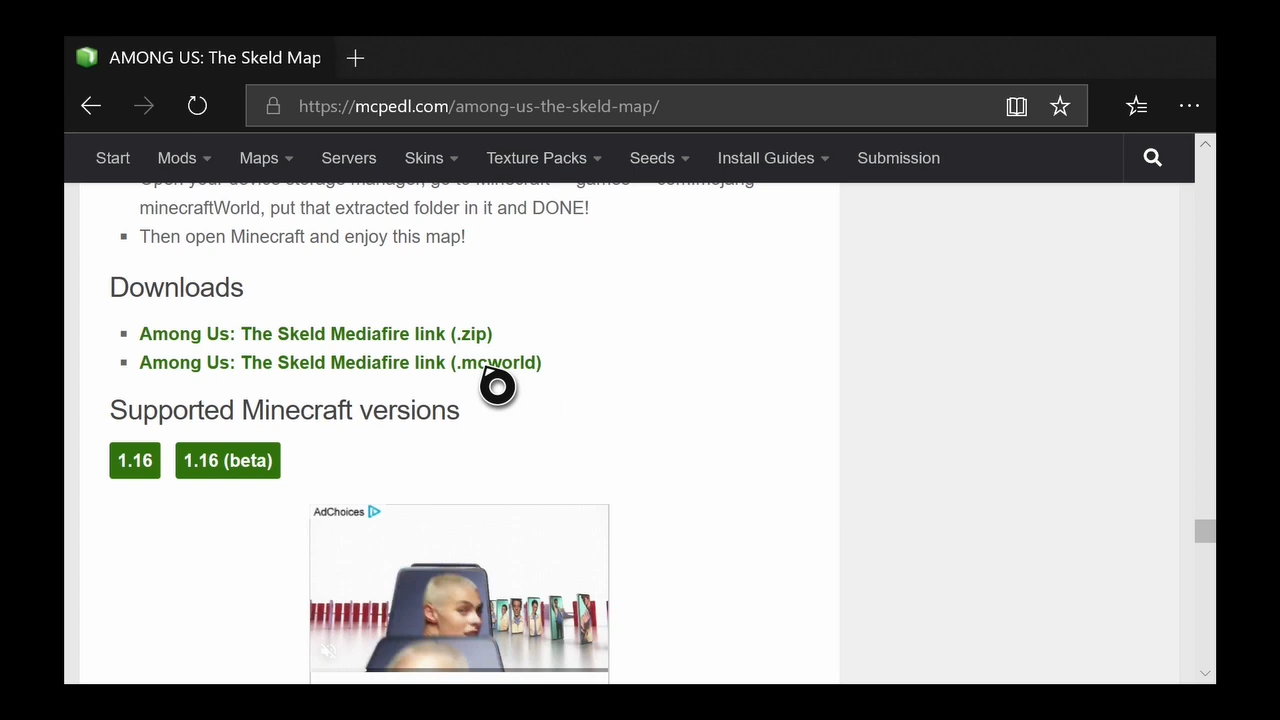 AMONG US: The Skeld Map
https://mcpedl.com/among-us-the-skeld-map/
Start Mods Maps Servers Skins Texture Packs Seeds Install Guides Submission
Open your device storage manager, go to Minecraft games
minecraftWorld, put that extracted folder in it and DONE!
Then open Minecraft and enjoy this map!
Downloads
Among Us: The Skeld Mediafire link (.zip)
Among Us: The Skeld Mediafire link (.mcworld)
Supported Minecraft versions
1.16 1.16 (beta)
AdChoices